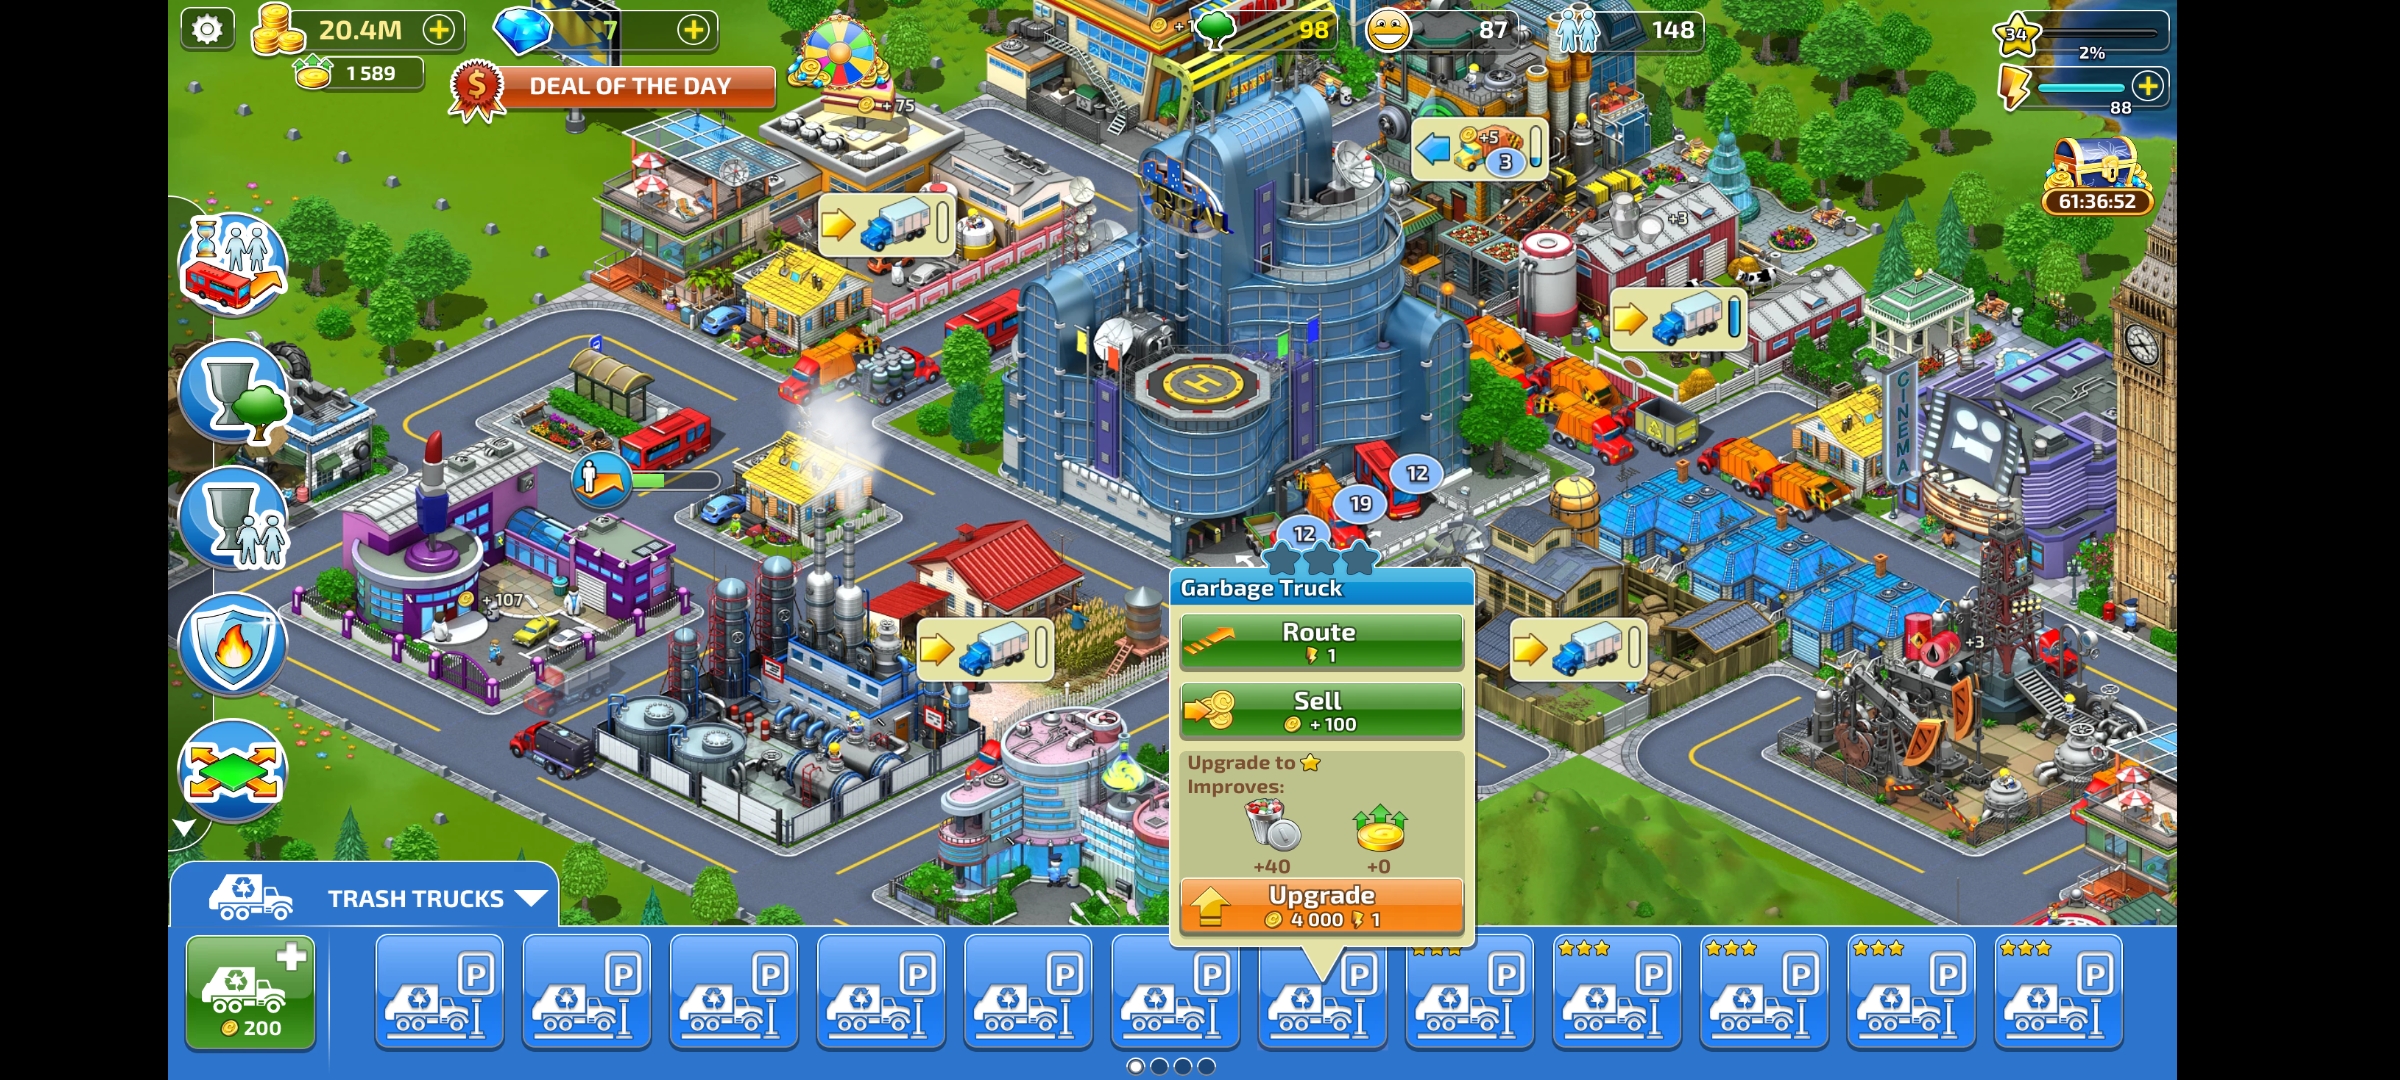 20.4M
7
98
87
148
34
2%
1 589
DEAL OF THE DAY
88
+ 75
+5
3
61:36:52
+3
CINEMA
12
19
12
+ 107
Garbage Truck
Route
1
Sell
+ 100
+3
Upgrade to
Improves:
+40
+0
Upgrade
4 000 1
TRASH TRUCKS
200
P
P
P
P
P
P
P
P
P
P
P
P